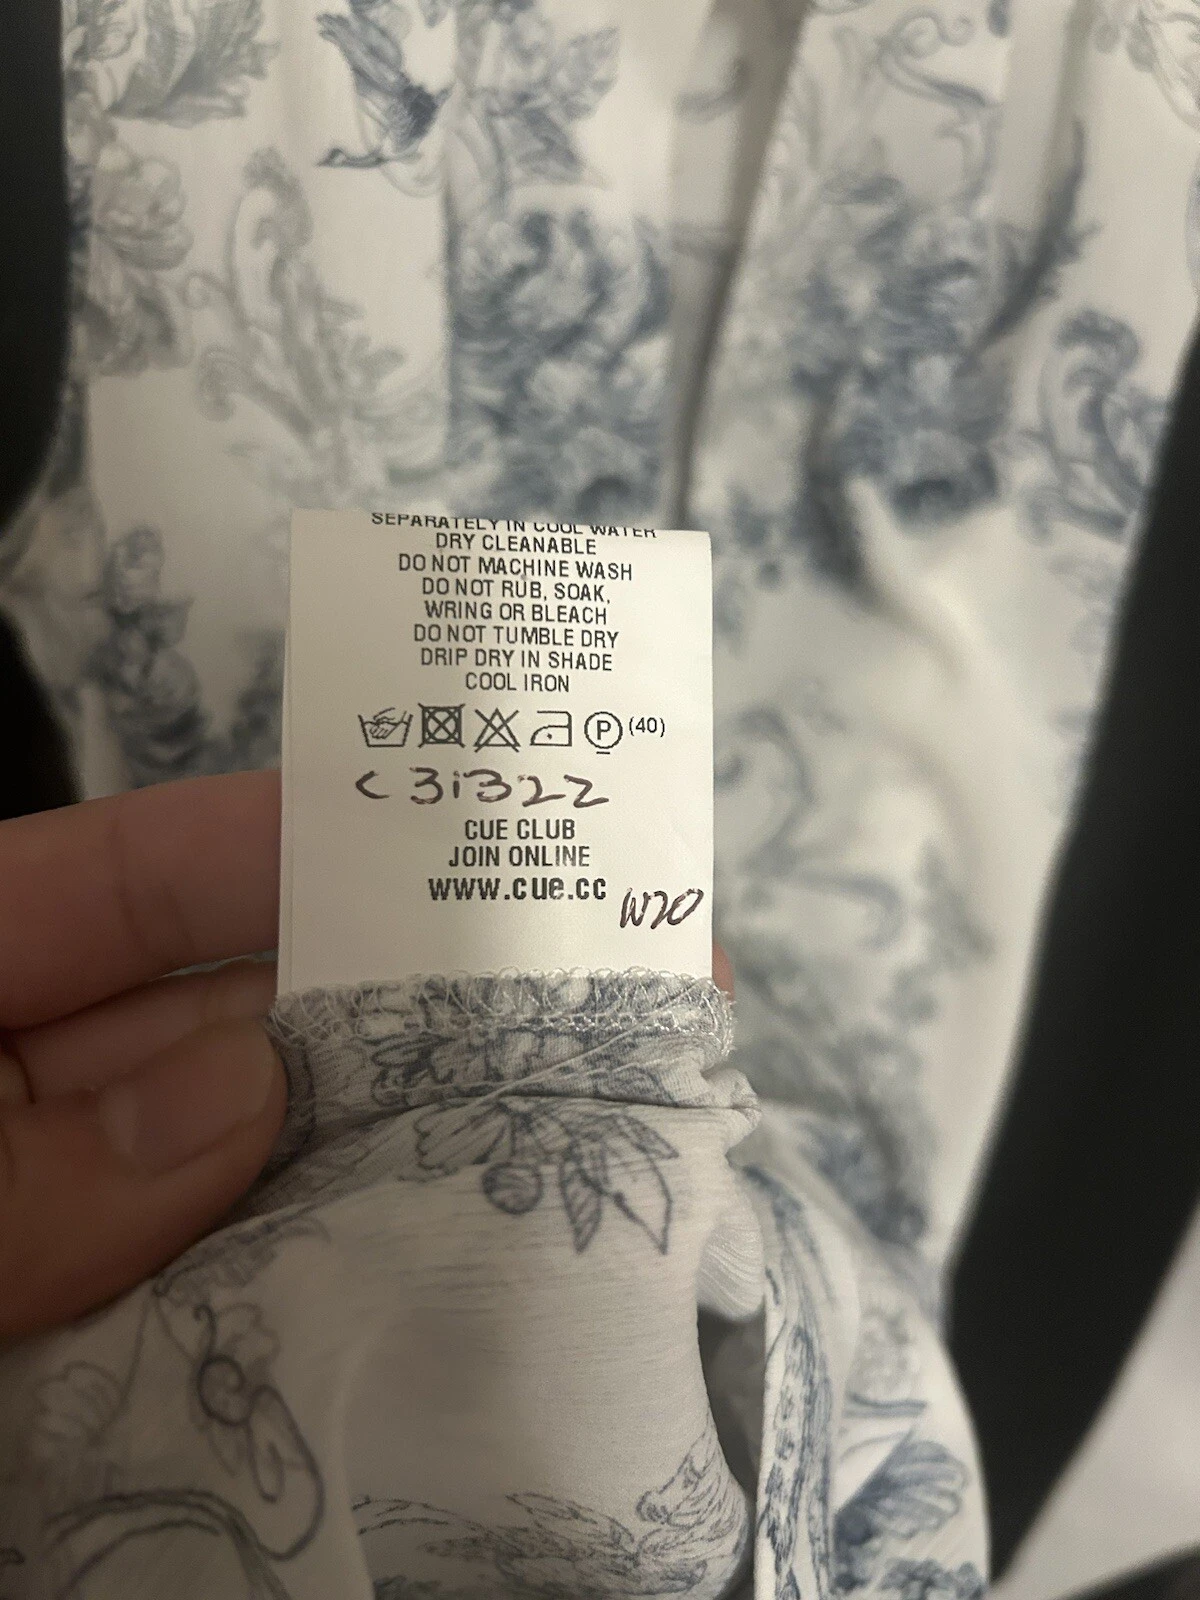 SEPARATELY IN COOL WATER
DRY CLEANABLE
DO NOT MACHINE WASH
DO NOT RUB, SOAK,
WRING OR BLEACH
DO NOT TUMBLE DRY
DRIP DRY IN SHADE
COOL IRON
P (40)
C31322
CUE CLUB
JOIN ONLINE
www.cue.cc
W20